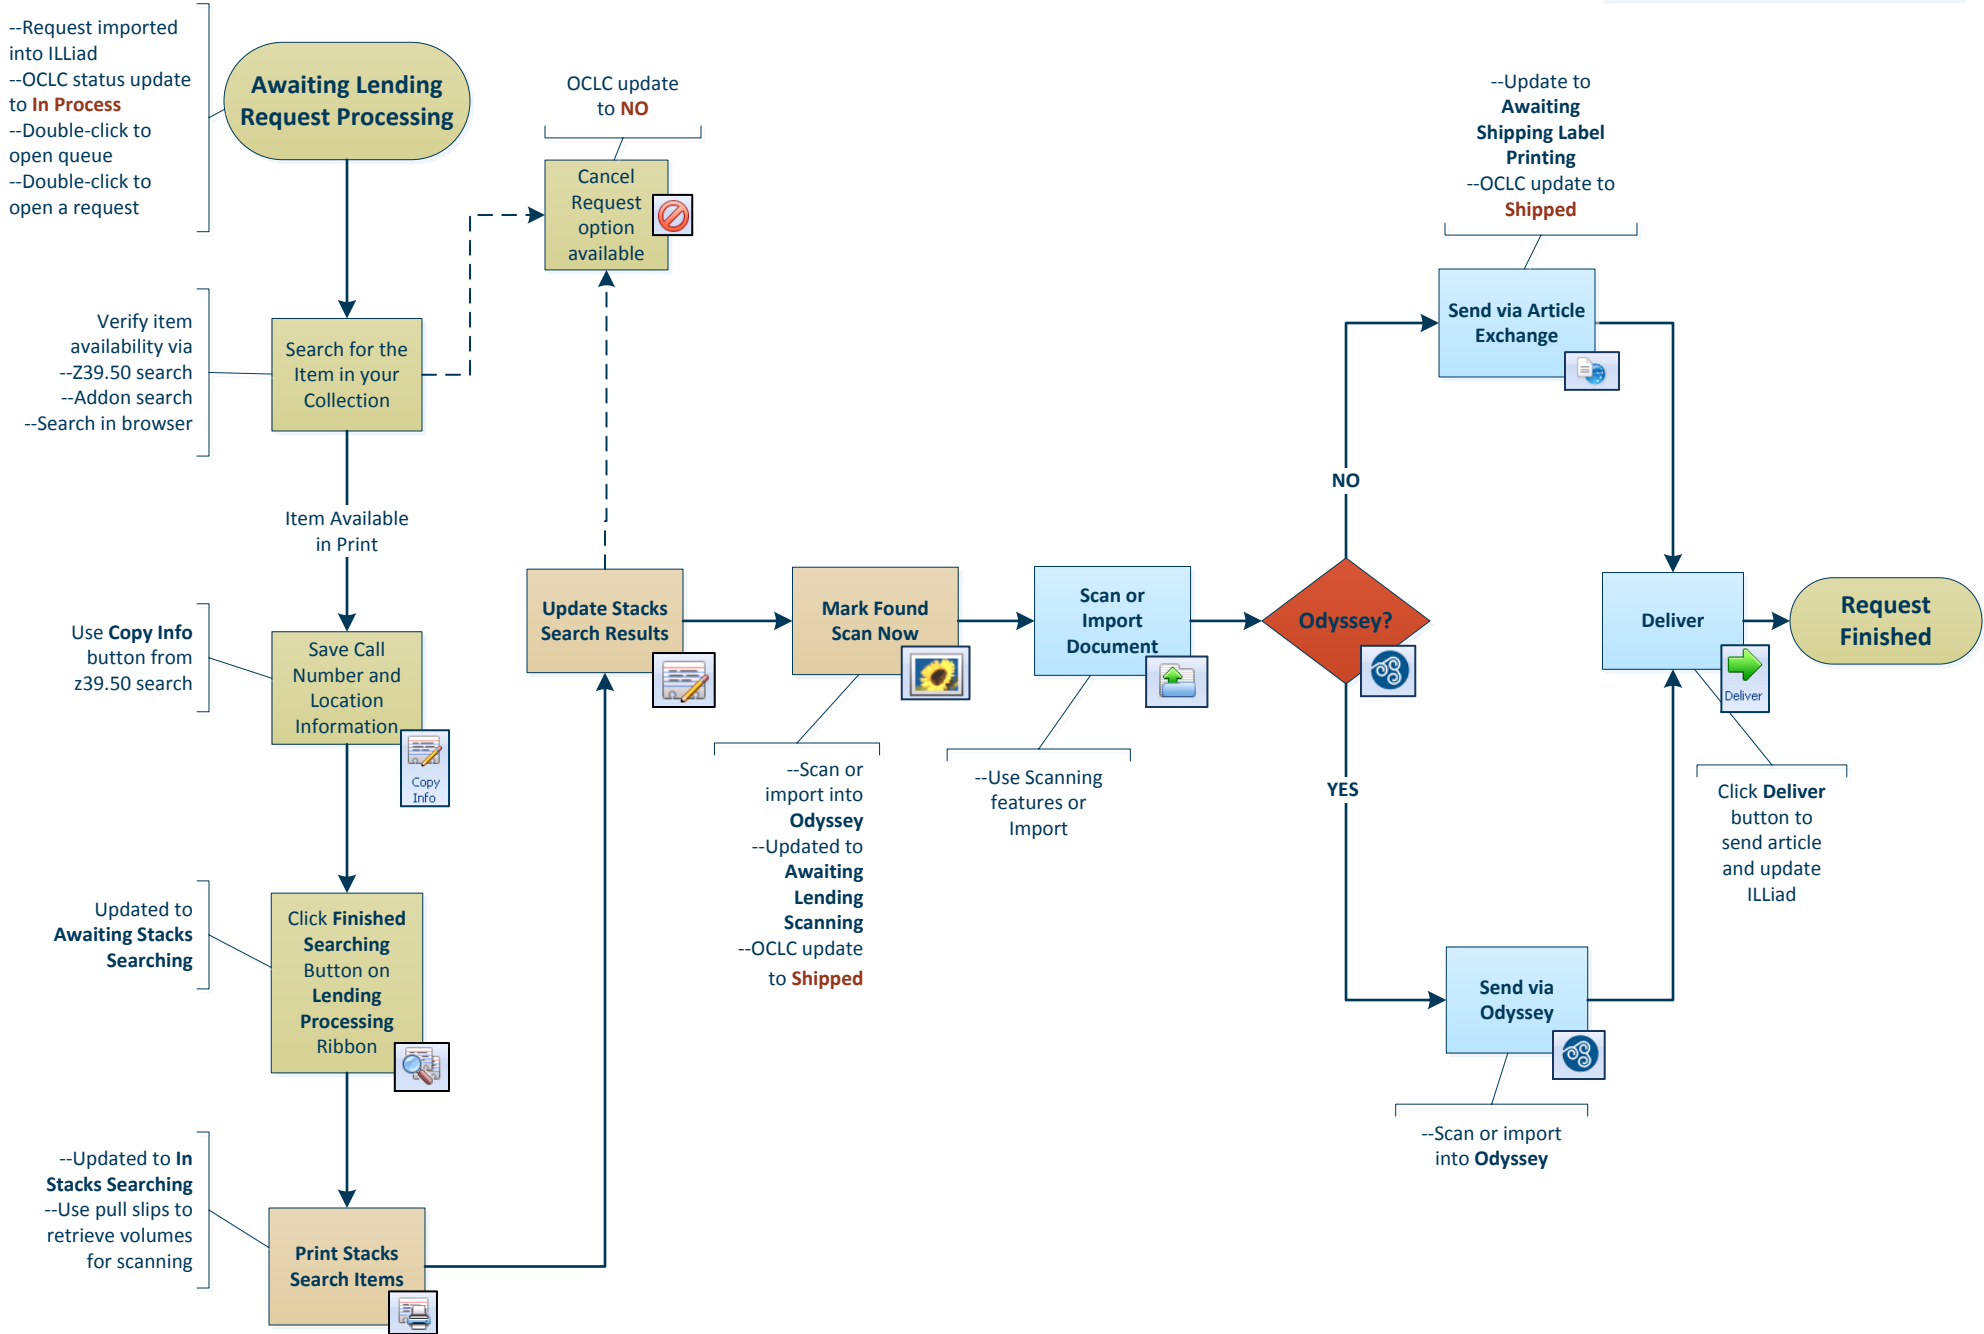 --Request imported
into ILLiad
--OCLC status update
to In Process
--Double-click to
open queue
--Double-click to
open a request
Awaiting Lending
Request Processing
OCLC update
to NO
Cancel
Request
option
available
--Update to
Awaiting
Shipping Label
Printing
--OCLC update to
Shipped
Verify item
availability via
--Z39.50 search
--Addon search
--Search in browser
Search for the
Item in your
Collection
Send via Article
Exchange
NO
Item Available
in Print
Use Copy Info
button from
z39.50 search
Save Call
Number and
Location
Information
Copy
Info
Update Stacks
Search Results
Mark Found
Scan Now
Scan or
Import
Document
Odyssey?
Deliver
Deliver
Request
Finished
--Scan or
import into
Odyssey
--Updated to
Awaiting
Lending
Scanning
--OCLC update
to Shipped
--Use Scanning
features or
Import
YES
Click Deliver
button to
send article
and update
ILLiad
Updated to
Awaiting Stacks
Searching
Click Finished
Searching
Button on
Lending
Processing
Ribbon
Send via
Odyssey
--Scan or import
into Odyssey
--Updated to In
Stacks Searching
--Use pull slips to
retrieve volumes
for scanning
Print Stacks
Search Items